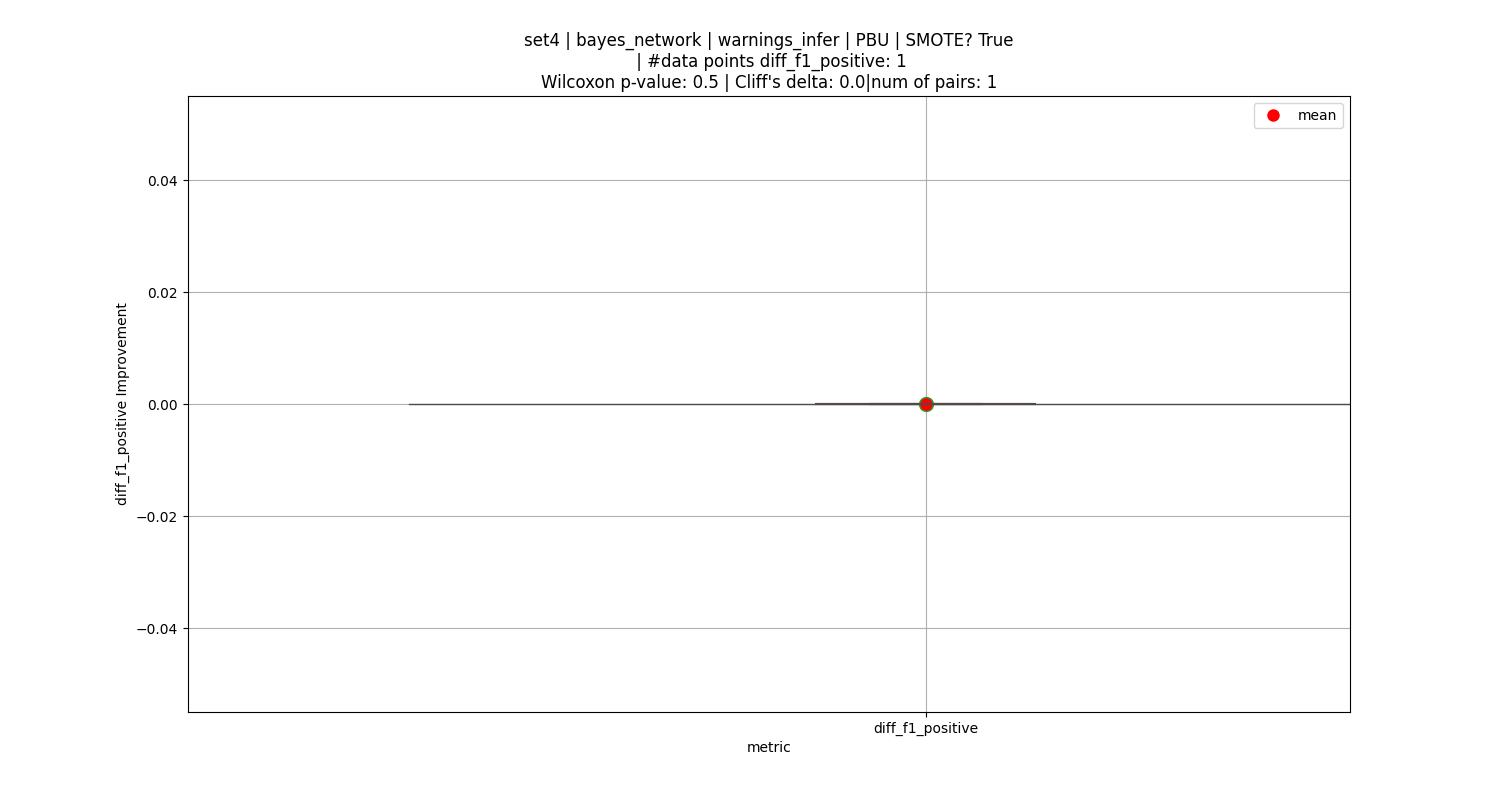 set4 | bayes_network | warnings_infer | PBU | SMOTE? True
| #data points diff_f1_positive: 1
Wilcoxon p-value: 0.5 | Cliff's delta: 0.0|num of pairs: 1
mean
0.04
0.02
0.00
−0.02
−0.04
diff_f1_positive Improvement
diff_f1_positive
metric